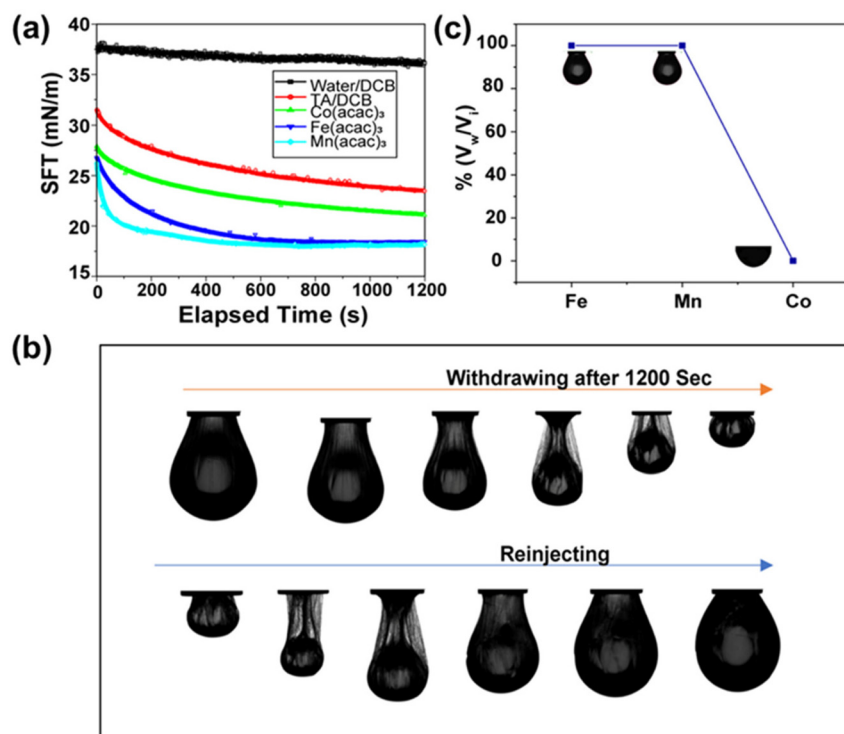 (a)
SFT (mN/m)
40
35
30
25
20
15
Water/DCB
TA/DCB
Co(acac)₃
Fe(acac)₃
Mn(acac)₃
0 200 400 600 800 1000 1200
Elapsed Time (s)
(c)
% (Vw/Vi)
100
80
60
40
20
0
Fe Mn Co
(b)
Withdrawing after 1200 Sec
Reinjecting